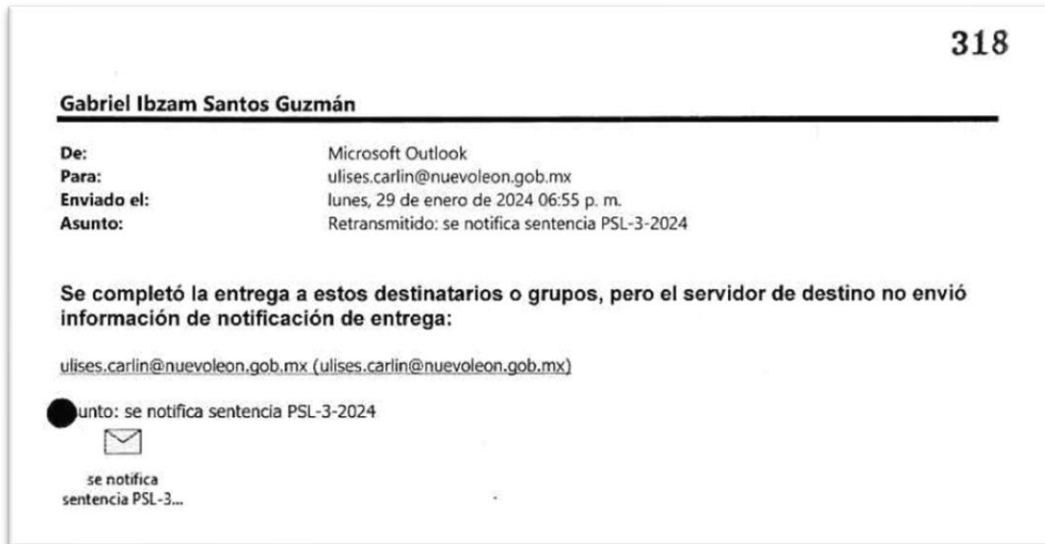 318
Gabriel Ibzam Santos Guzmán
De: Microsoft Outlook
Para: ulises.carlin@nuevoleon.gob.mx
Enviado el: lunes, 29 de enero de 2024 06:55 p. m.
Asunto: Retransmitido: se notifica sentencia PSL-3-2024
Se completó la entrega a estos destinatarios o grupos, pero el servidor de destino no envió
información de notificación de entrega:
ulises.carlin@nuevoleon.gob.mx (ulises.carlin@nuevoleon.gob.mx)
unto: se notifica sentencia PSL-3-2024
se notifica
sentencia PSL-3...